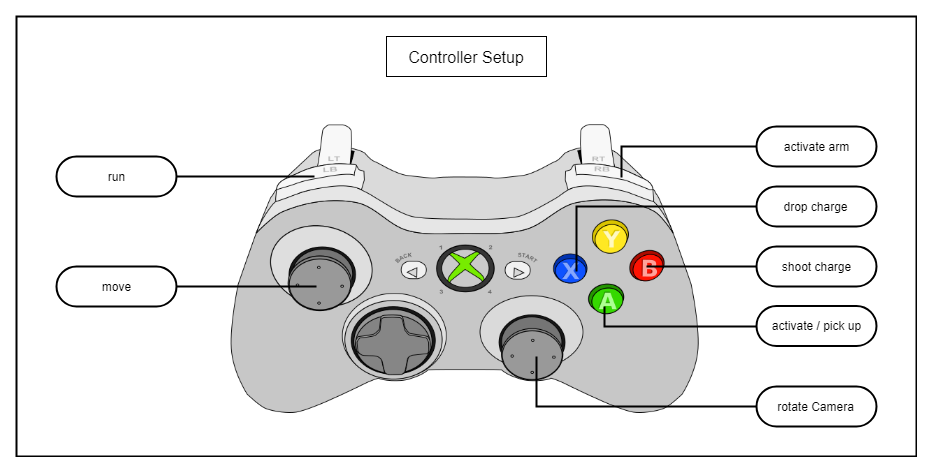 Controller Setup
LT
RT
LB
RB
run
activate arm
drop charge
shoot charge
move
activate / pick up
rotate Camera
BACK
START
1
2
3
4
Y
X
B
A